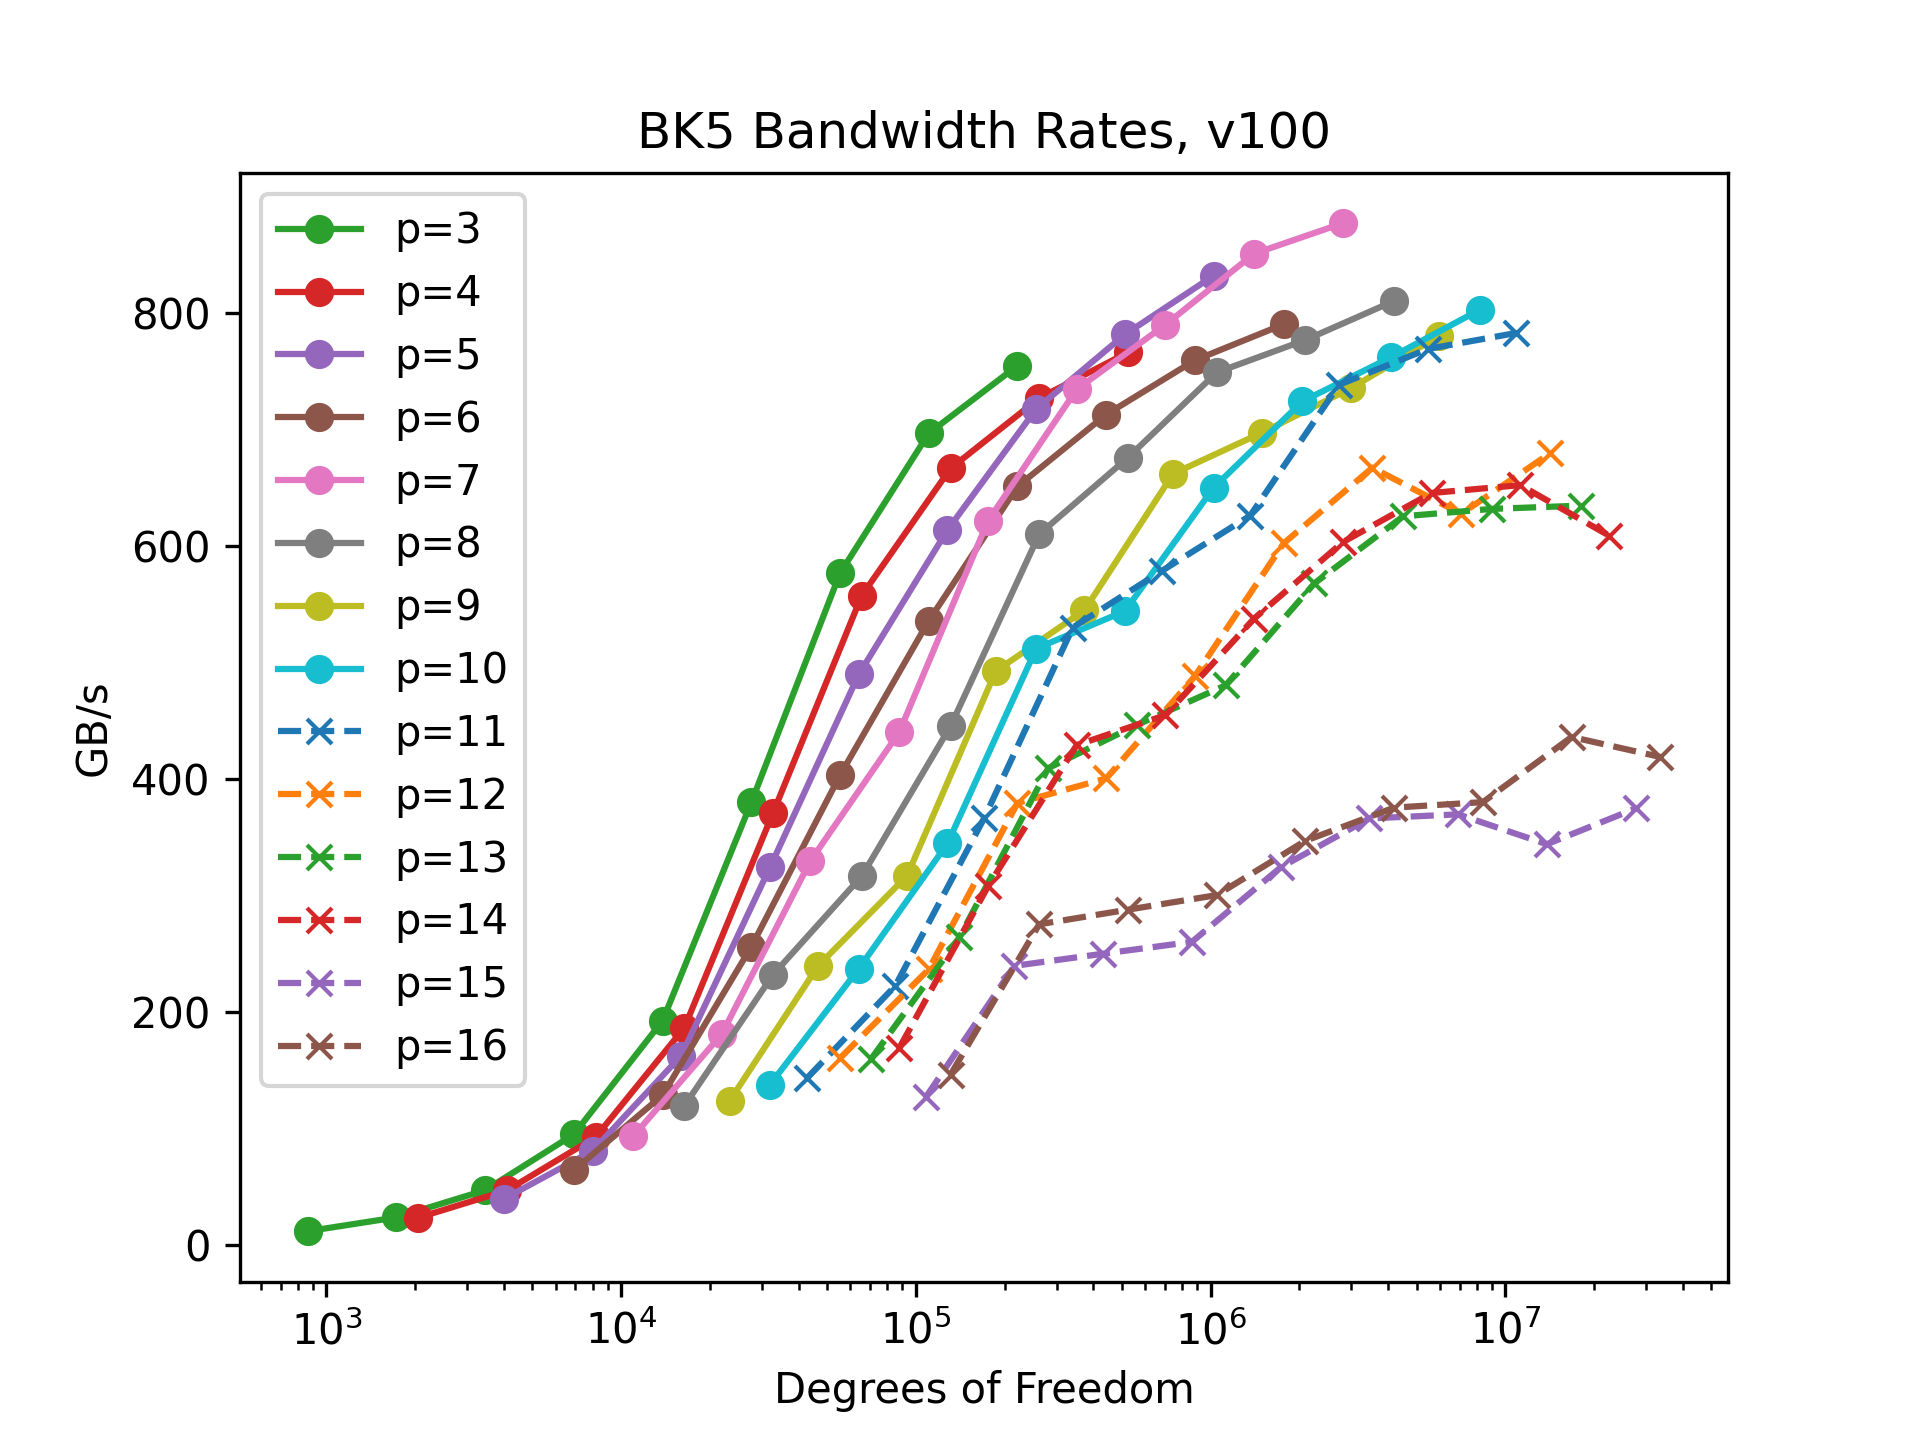 BK5 Bandwidth Rates, v100
p=3
p=4
p=5
p=6
p=7
p=8
p=9
p=10
p=11
p=12
p=13
p=14
p=15
p=16
GB/s
800
600
400
200
0
10³
10⁴
10⁵
10⁶
10⁷
Degrees of Freedom